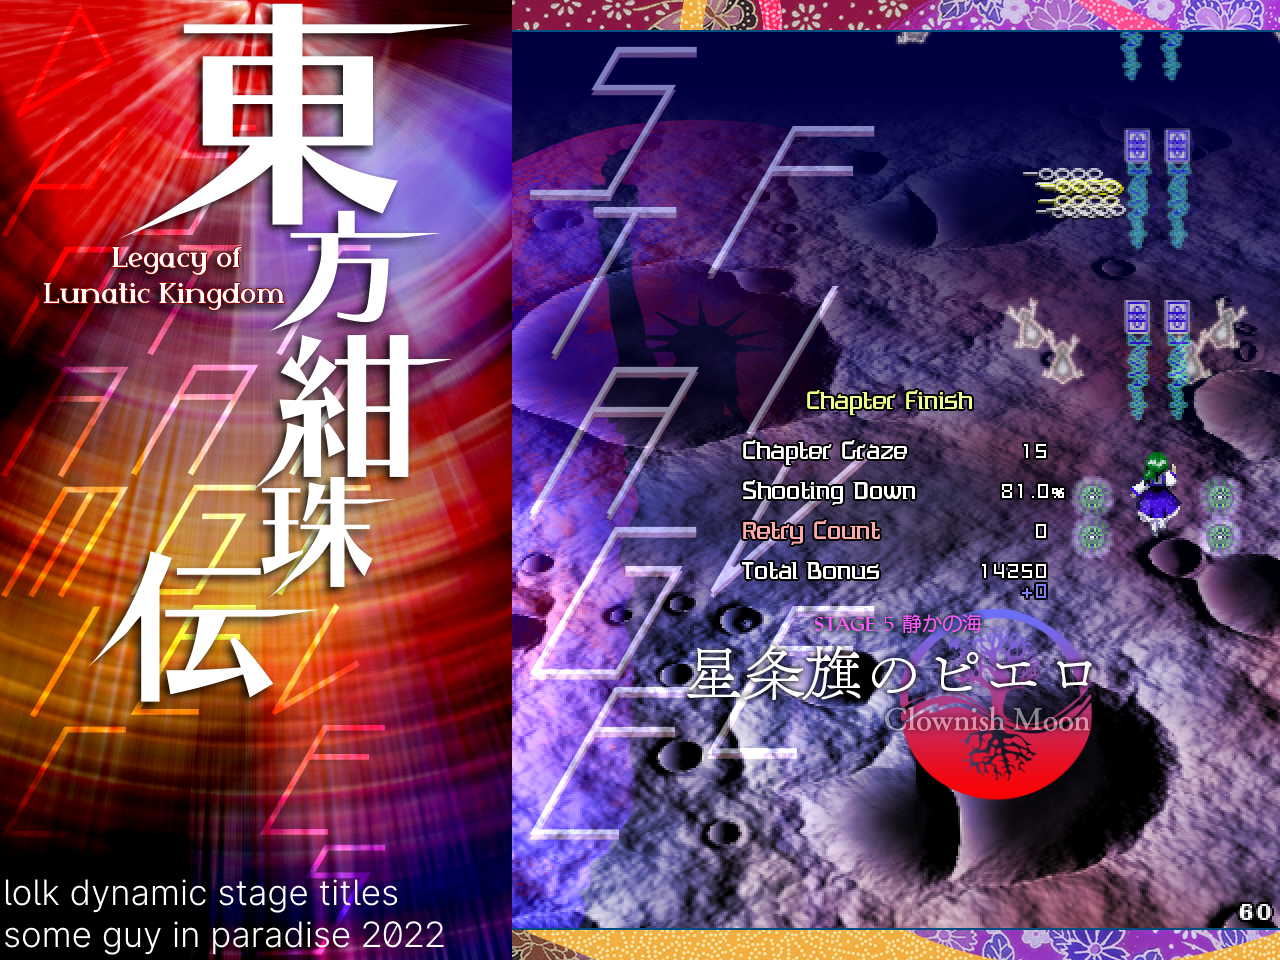 東方紺珠伝
Legacy of
Lunatic Kingdom
lolk dynamic stage titles
some guy in paradise 2022
STAGE
FIVE
Chapter Finish
Chapter Graze 15
Shooting Down 81.0%
Retry Count 0
Total Bonus 14250
+0
STAGE 5 静かの海
星条旗のピエロ
Clownish Moon
60